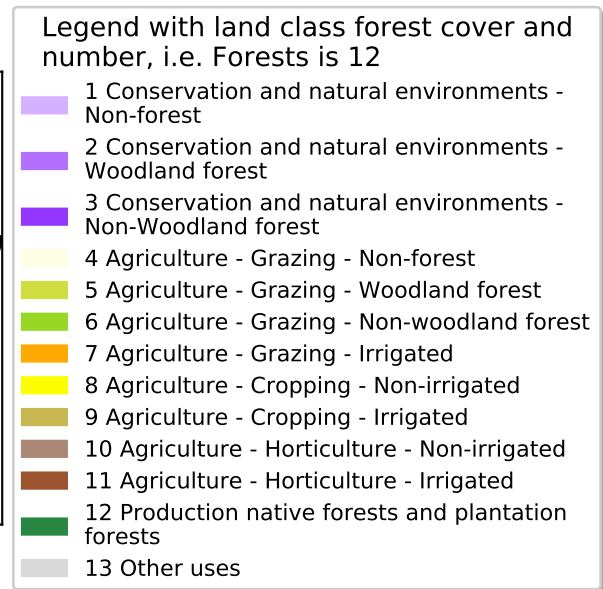 Legend with land class forest cover and
number, i.e. Forests is 12
1 Conservation and natural environments -
Non-forest
2 Conservation and natural environments -
Woodland forest
3 Conservation and natural environments -
Non-Woodland forest
4 Agriculture - Grazing - Non-forest
5 Agriculture - Grazing - Woodland forest
6 Agriculture - Grazing - Non-woodland forest
7 Agriculture - Grazing - Irrigated
8 Agriculture - Cropping - Non-irrigated
9 Agriculture - Cropping - Irrigated
10 Agriculture - Horticulture - Non-irrigated
11 Agriculture - Horticulture - Irrigated
12 Production native forests and plantation
forests
13 Other uses